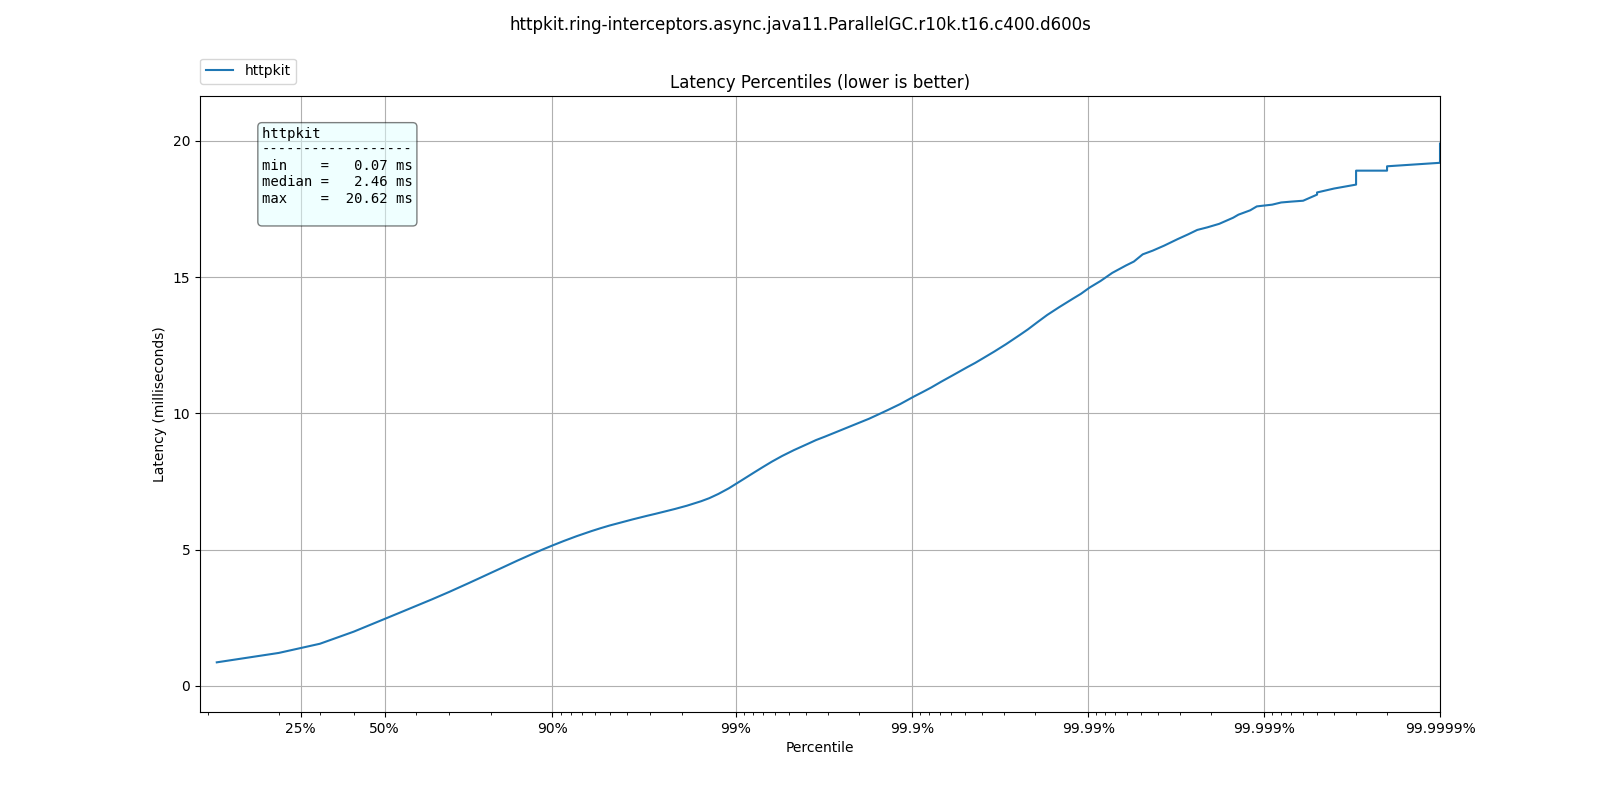 httpkit.ring-interceptors.async.java11.ParallelGC.r10k.t16.c400.d600s
httpkit
Latency Percentiles (lower is better)
httpkit
------------------
min    =   0.07 ms
median =   2.46 ms
max    =  20.62 ms
20
15
10
5
0
Latency (milliseconds)
25% 50% 90% 99% 99.9% 99.99% 99.999% 99.9999%
Percentile